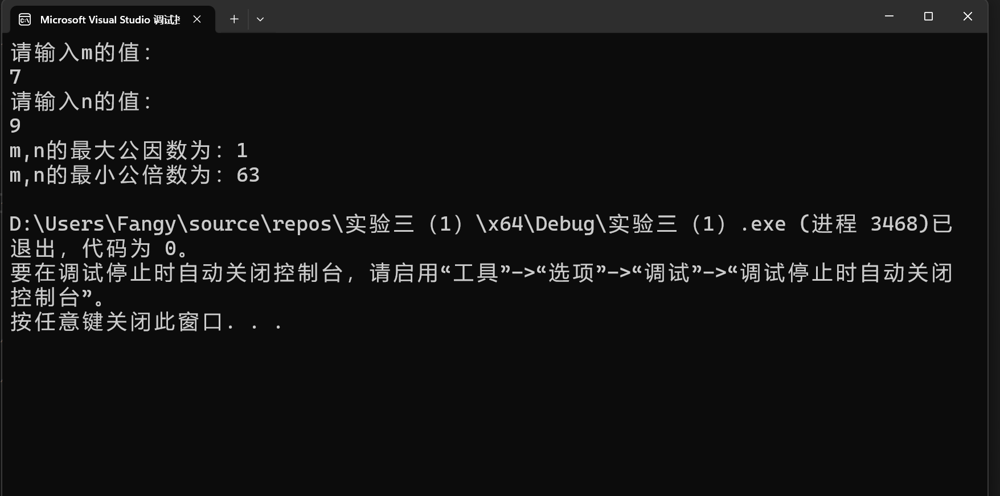 Microsoft Visual Studio 调试
请输入m的值：
7
请输入n的值：
9
m,n的最大公因数为：1
m,n的最小公倍数为：63
D:\Users\Fangy\source\repos\实验三（1）\x64\Debug\实验三（1）.exe (进程 3468)已
退出，代码为 0。
要在调试停止时自动关闭控制台，请启用“工具”->“选项”->“调试”->“调试停止时自动关闭
控制台”。
按任意键关闭此窗口. . .